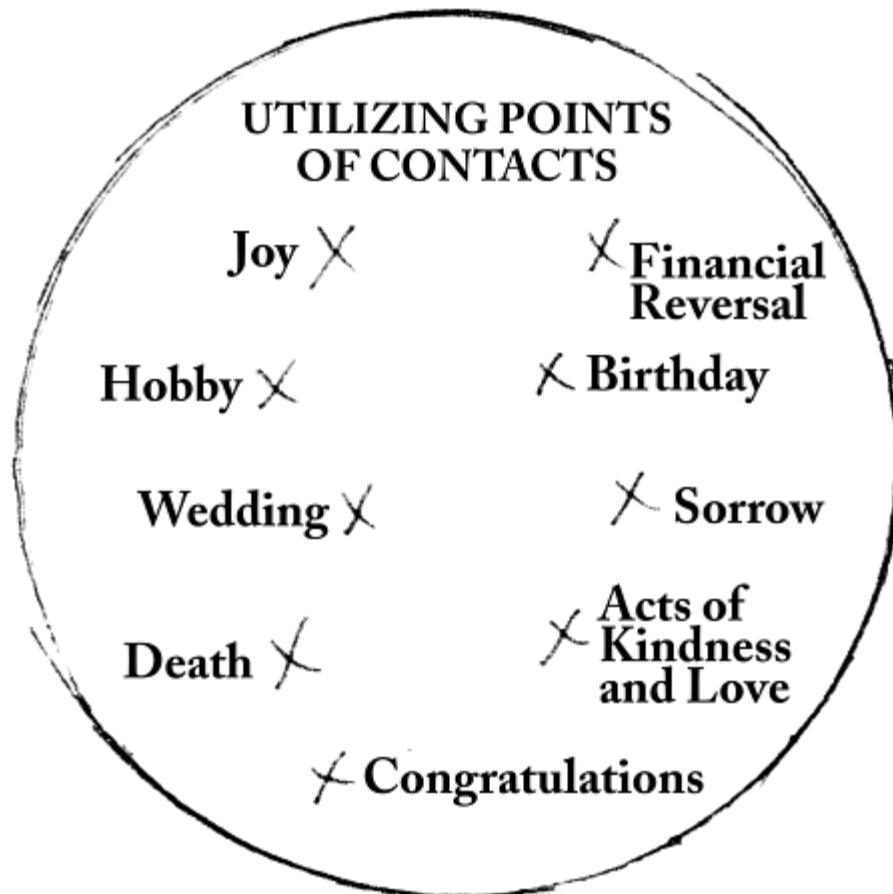 UTILIZING POINTS
OF CONTACTS
Joy
Financial
Reversal
Hobby
Birthday
Wedding
Sorrow
Acts of
Kindness
and Love
Death
Congratulations